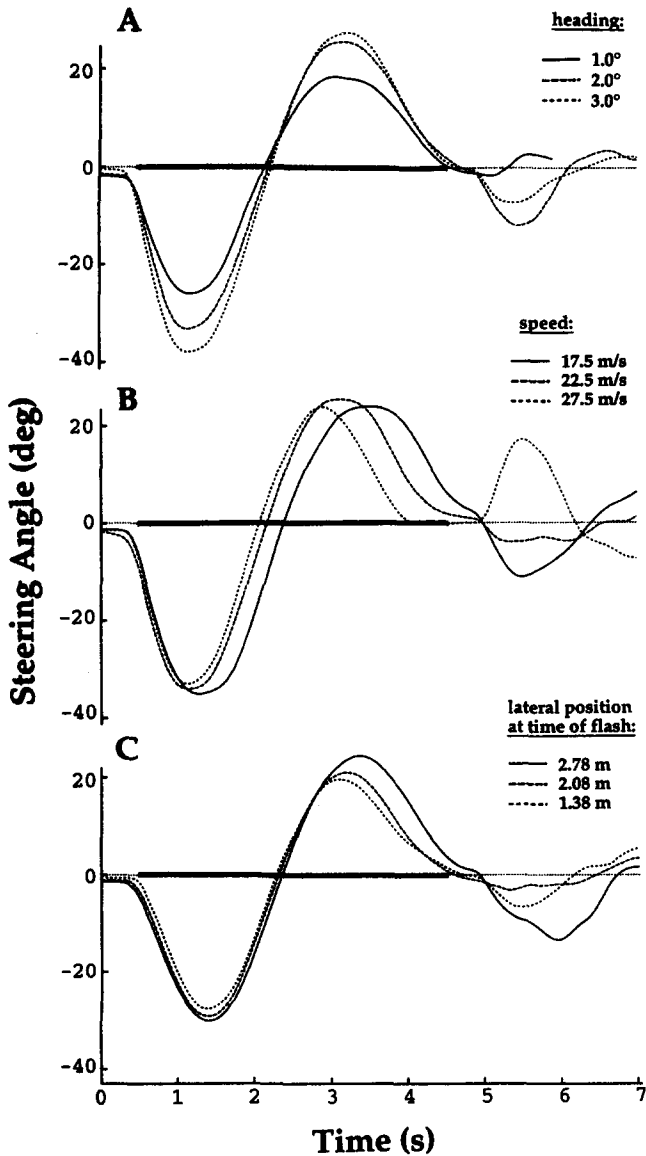 A
heading:
1.0°
2.0°
3.0°
20
0
-20
-40
speed:
17.5 m/s
22.5 m/s
27.5 m/s
B
20
0
-20
-40
Steering Angle (deg)
lateral position
at time of flash:
2.78 m
2.08 m
1.38 m
C
20
0
-20
-40
0 1 2 3 4 5 6 7
Time (s)